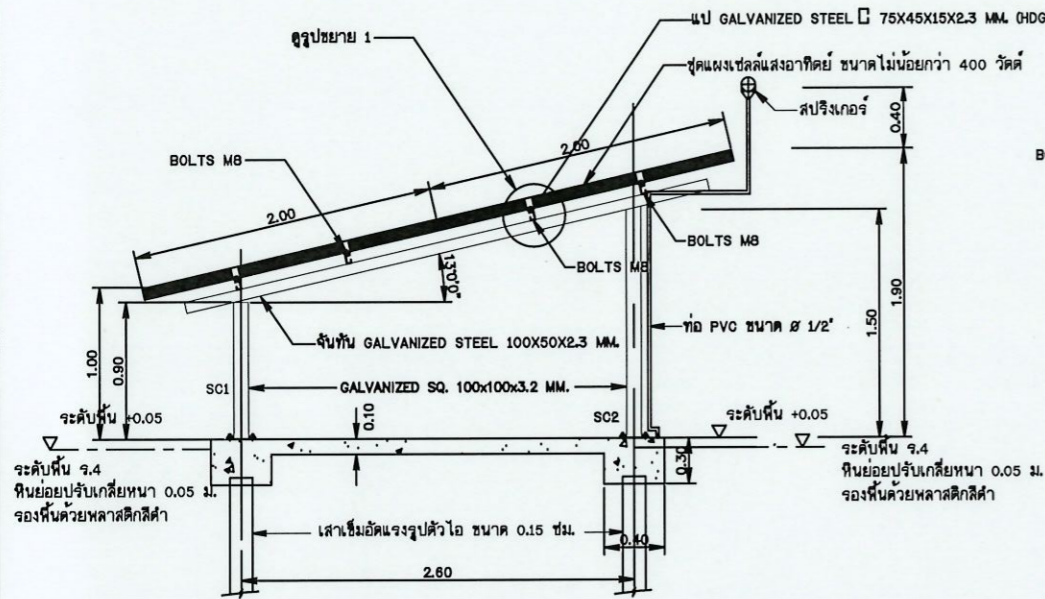 แป GALVANIZED STEEL [ 75X45X15X2.3 MM. (HDG
ดูรูปขยาย 1
ชุดแผงเซลล์แสงอาทิตย์ ขนาดไม่น้อยกว่า 400 วัตต์
สปริงเกอร์
0.40
2.00
BOLTS M8
2.00
BOLTS M8
BOLTS M8
13°0'0"
1.90
1.50
ท่อ PVC ขนาด Ø 1/2"
จันทัน GALVANIZED STEEL 100X50X2.3 MM.
1.00
0.90
SC1
GALVANIZED SQ. 100x100x3.2 MM.
SC2
0.10
ระดับพื้น +0.05
ระดับพื้น +0.05
0.30
ระดับพื้น ร.4
หินย่อยปรับเกลี่ยหนา 0.05 ม.
รองพื้นด้วยพลาสติกสีดำ
ระดับพื้น ร.4
หินย่อยปรับเกลี่ยหนา 0.05 ม.
รองพื้นด้วยพลาสติกสีดำ
เสาเข็มอัดแรงรูปตัวไอ ขนาด 0.15 ซม.
0.40
2.60